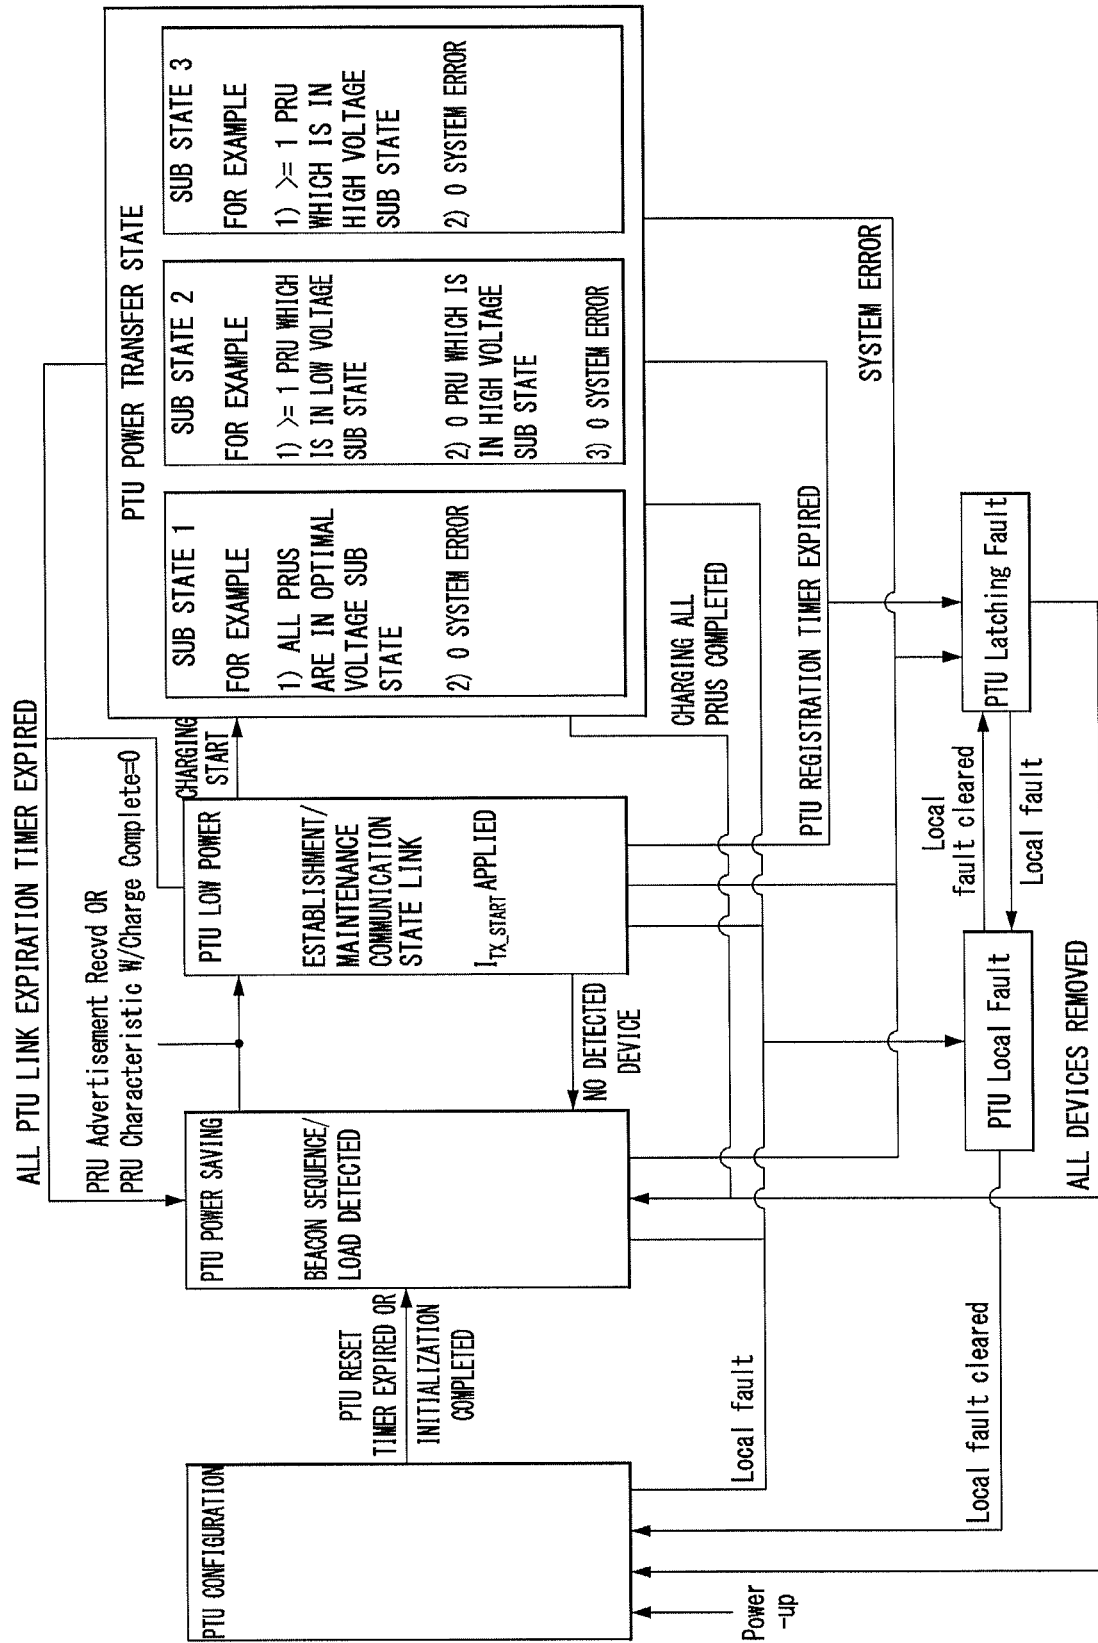 ALL PTU LINK EXPIRATION TIMER EXPIRED
PRU Advertisement Recvd OR
PRU Characteristic W/Charge Complete=0
PTU CONFIGURATION
PTU RESET
TIMER EXPIRED OR
INITIALIZATION
COMPLETED
PTU POWER SAVING
BEACON SEQUENCE/
LOAD DETECTED
NO DETECTED
DEVICE
PTU LOW POWER
ESTABLISHMENT/
MAINTENANCE
COMMUNICATION
STATE LINK
I_TX_START APPLIED
CHARGING
START
PTU POWER TRANSFER STATE
SUB STATE 1
FOR EXAMPLE
1) ALL PRUS
ARE IN OPTIMAL
VOLTAGE SUB
STATE
2) 0 SYSTEM ERROR
SUB STATE 2
FOR EXAMPLE
1) >= 1 PRU WHICH
IS IN LOW VOLTAGE
SUB STATE
2) 0 PRU WHICH IS
IN HIGH VOLTAGE
SUB STATE
3) 0 SYSTEM ERROR
SUB STATE 3
FOR EXAMPLE
1) >= 1 PRU
WHICH IS IN
HIGH VOLTAGE
SUB STATE
2) 0 SYSTEM ERROR
CHARGING ALL
PRUS COMPLETED
PTU REGISTRATION TIMER EXPIRED
SYSTEM ERROR
Local fault
Power
-up
Local fault cleared
PTU Local Fault
Local
fault cleared
Local fault
PTU Latching Fault
ALL DEVICES REMOVED